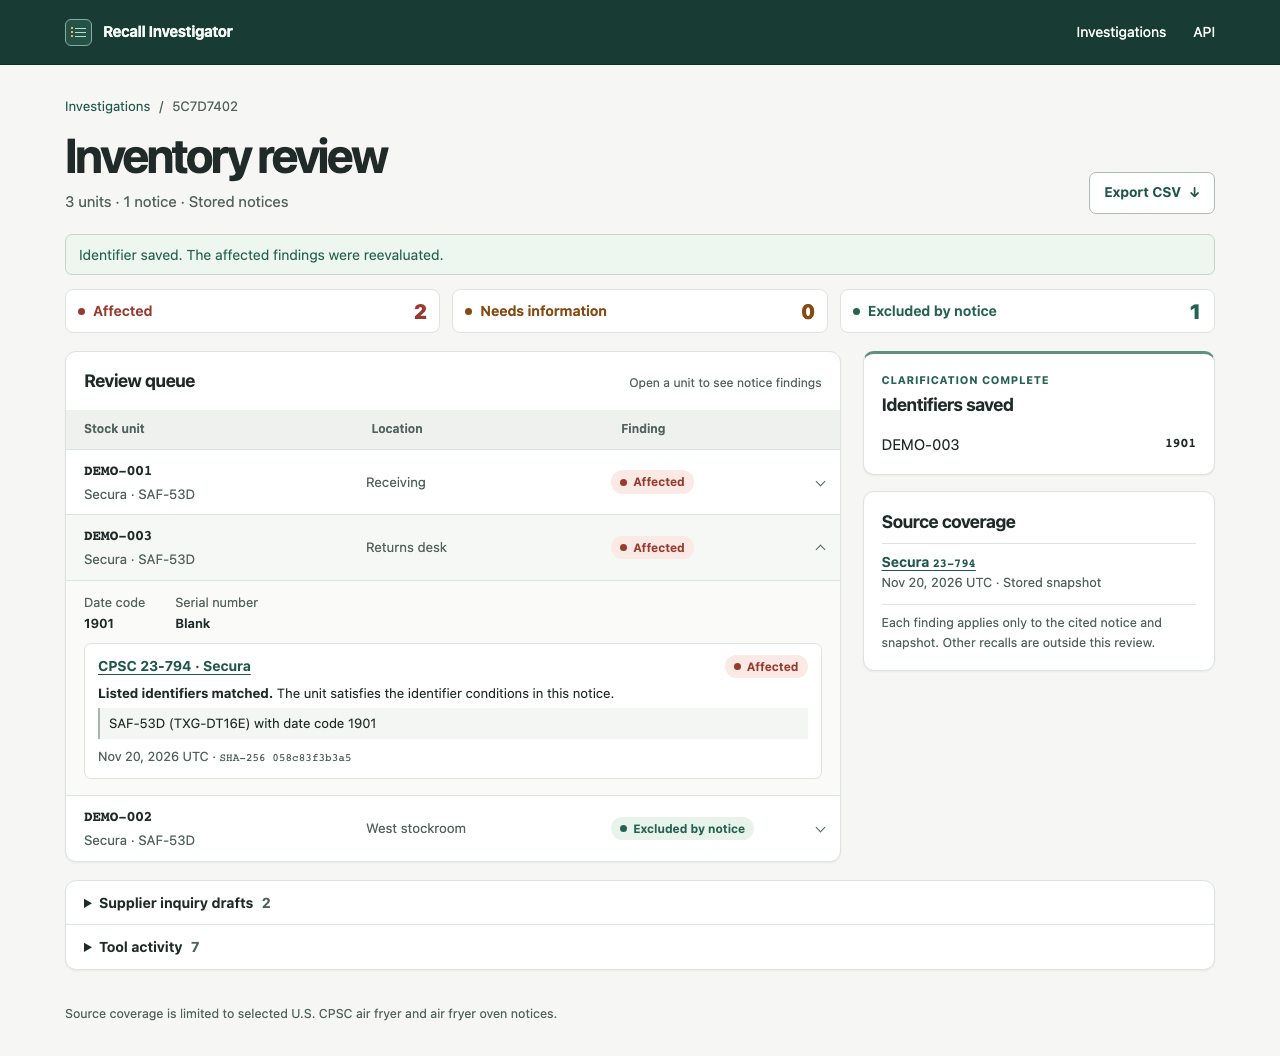 Recall Investigator
Investigations API
Investigations / 5C7D7402
Inventory review
3 units · 1 notice · Stored notices
Export CSV ↓
Identifier saved. The affected findings were reevaluated.
Affected 2
Needs information 0
Excluded by notice 1
Review queue
Open a unit to see notice findings
Stock unit Location Finding
DEMO-001
Secura · SAF-53D
Receiving
Affected
DEMO-003
Secura · SAF-53D
Returns desk
Affected
Date code Serial number
1901 Blank
CPSC 23-794 · Secura
Affected
Listed identifiers matched. The unit satisfies the identifier conditions in this notice.
SAF-53D (TXG-DT16E) with date code 1901
Nov 20, 2026 UTC · SHA-256 058c83f3b3a5
DEMO-002
Secura · SAF-53D
West stockroom
Excluded by notice
CLARIFICATION COMPLETE
Identifiers saved
DEMO-003 1901
Source coverage
Secura 23-794
Nov 20, 2026 UTC · Stored snapshot
Each finding applies only to the cited notice and
snapshot. Other recalls are outside this review.
Supplier inquiry drafts 2
Tool activity 7
Source coverage is limited to selected U.S. CPSC air fryer and air fryer oven notices.